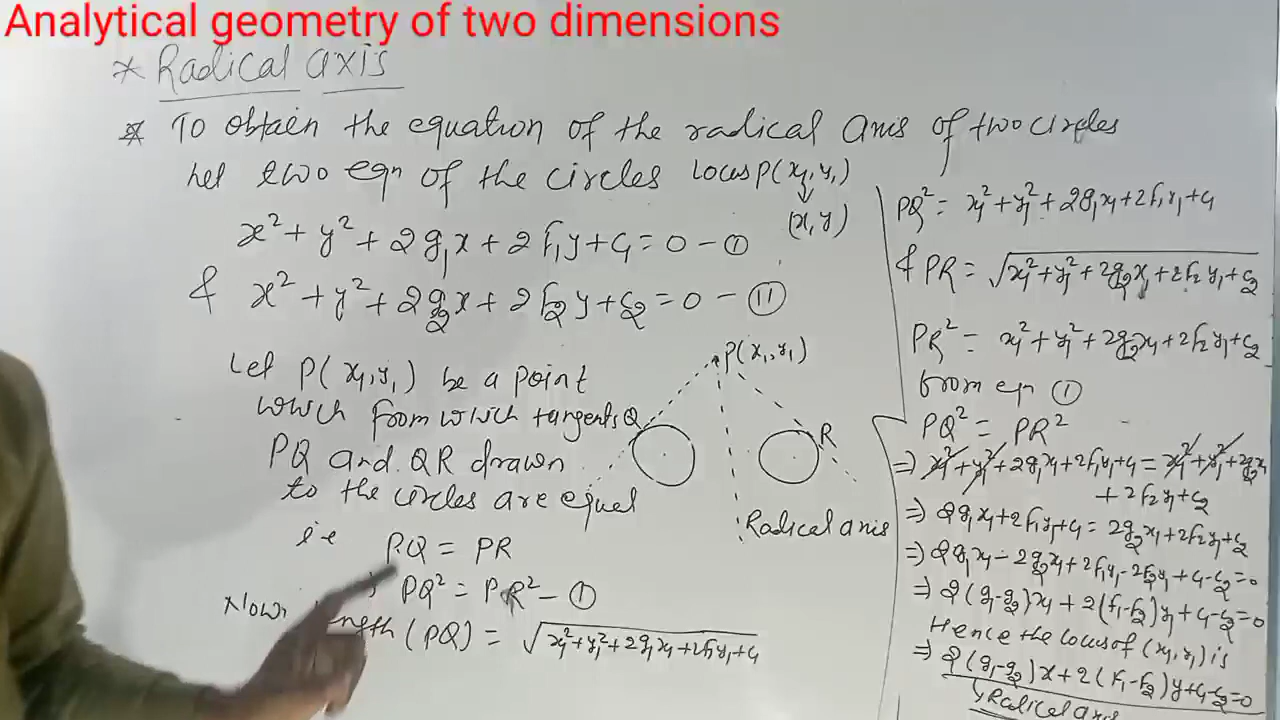 Analytical geometry of two dimensions
* Radical axis
* To obtain the equation of the radical axis of two circles
Let two eqn of the circles Locus P(x₁,y₁)
↓
(x,y)
x² + y² + 2g₁x + 2f₁y + c₁ = 0 - ①
& x² + y² + 2g₂x + 2f₂y + c₂ = 0 - ⑪
Let P(x₁,y₁) be a point
which from which tangents
PQ and QR drawn
to the circles are equal
i.e PQ = PR
PQ² = PR² - ①
Now length (PQ) = √x₁²+y₁²+2g₁x₁+2f₁y₁+c₁
P(x₁,y₁)
Q
R
Radical axis
PQ² = x₁²+y₁²+2g₁x₁+2f₁y₁+c₁
& PR = √x₁²+y₁²+2g₂x₁+2f₂y₁+c₂
PR² = x₁²+y₁²+2g₂x₁+2f₂y₁+c₂
from eqn ①
PQ² = PR²
⇒ x₁²+y₁²+2g₁x₁+2f₁y₁+c₁ = x₁²+y₁²+2g₂x₁
+ 2f₂y₁+c₂
⇒ 2g₁x₁+2f₁y₁+c₁ = 2g₂x₁+2f₂y₁+c₂
⇒ 2g₁x₁-2g₂x₁+2f₁y₁-2f₂y₁+c₁-c₂=0
⇒ 2(g₁-g₂)x₁+2(f₁-f₂)y₁+c₁-c₂=0
Hence the locus of (x₁,y₁) is
⇒ 2(g₁-g₂)x+2(f₁-f₂)y+c₁-c₂=0
↳ Radical axis